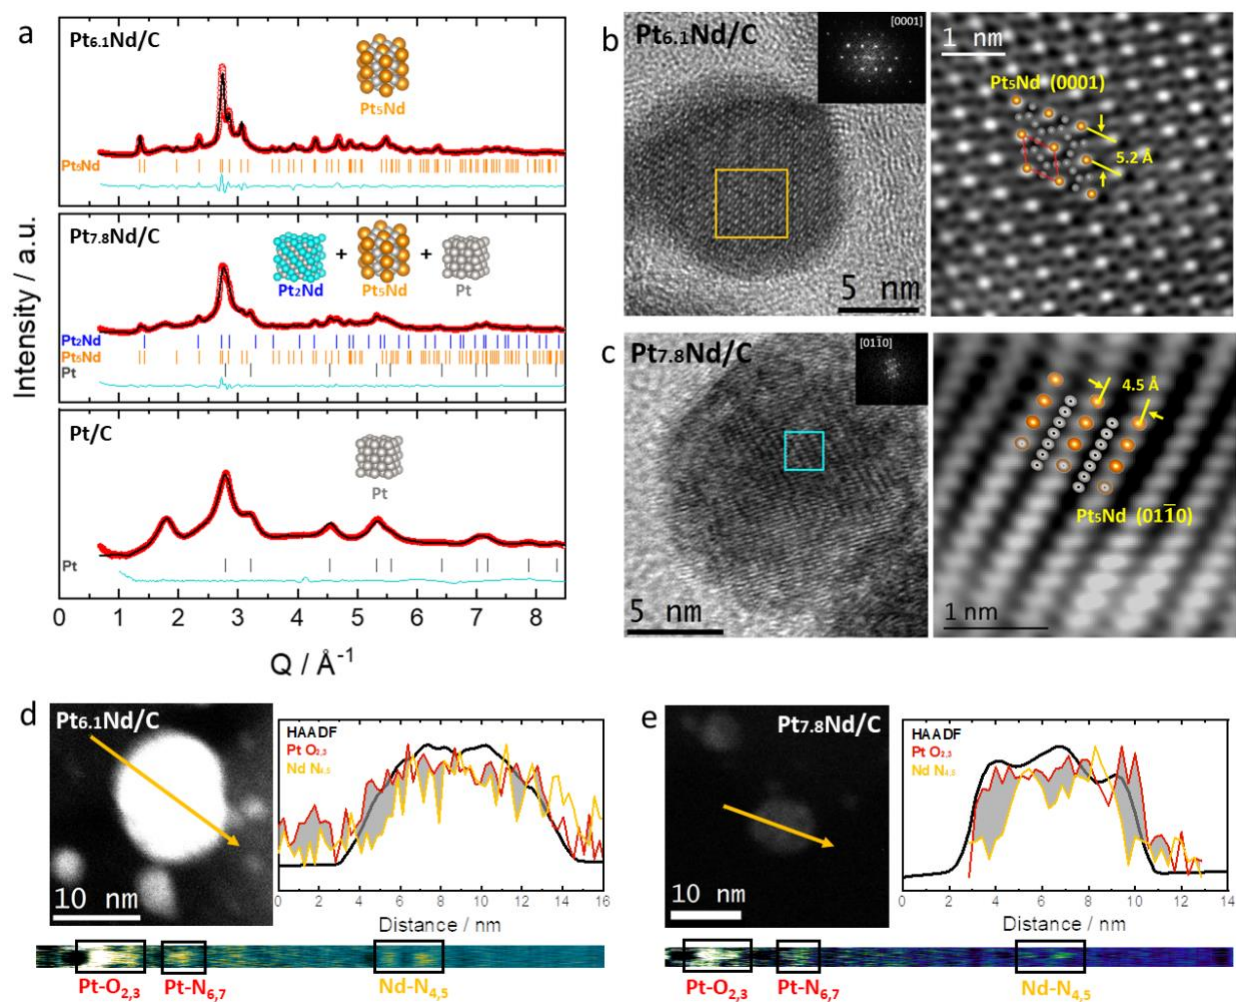 a
Pt6.1Nd/C
Pt5Nd
Pt5Nd
Pt7.8Nd/C
+
+
Pt2Nd
Pt5Nd
Pt
Pt2Nd
Pt5Nd
Pt
Pt/C
Pt
Pt
0 1 2 3 4 5 6 7 8
Q / Å-1
Intensity / a.u.
b
Pt6.1Nd/C
[0001]
5 nm
1 nm
Pt5Nd (0001)
5.2 Å
c
Pt7.8Nd/C
[011̅0]
5 nm
4.5 Å
Pt5Nd (011̅0)
1 nm
d
Pt6.1Nd/C
10 nm
HAADF
Pt O2,3
Nd N4,5
0 2 4 6 8 10 12 14 16
Distance / nm
Pt-O2,3
Pt-N6,7
Nd-N4,5
e
Pt7.8Nd/C
10 nm
HAADF
Pt O2,3
Nd N4,5
0 2 4 6 8 10 12 14
Distance / nm
Pt-O2,3
Pt-N6,7
Nd-N4,5